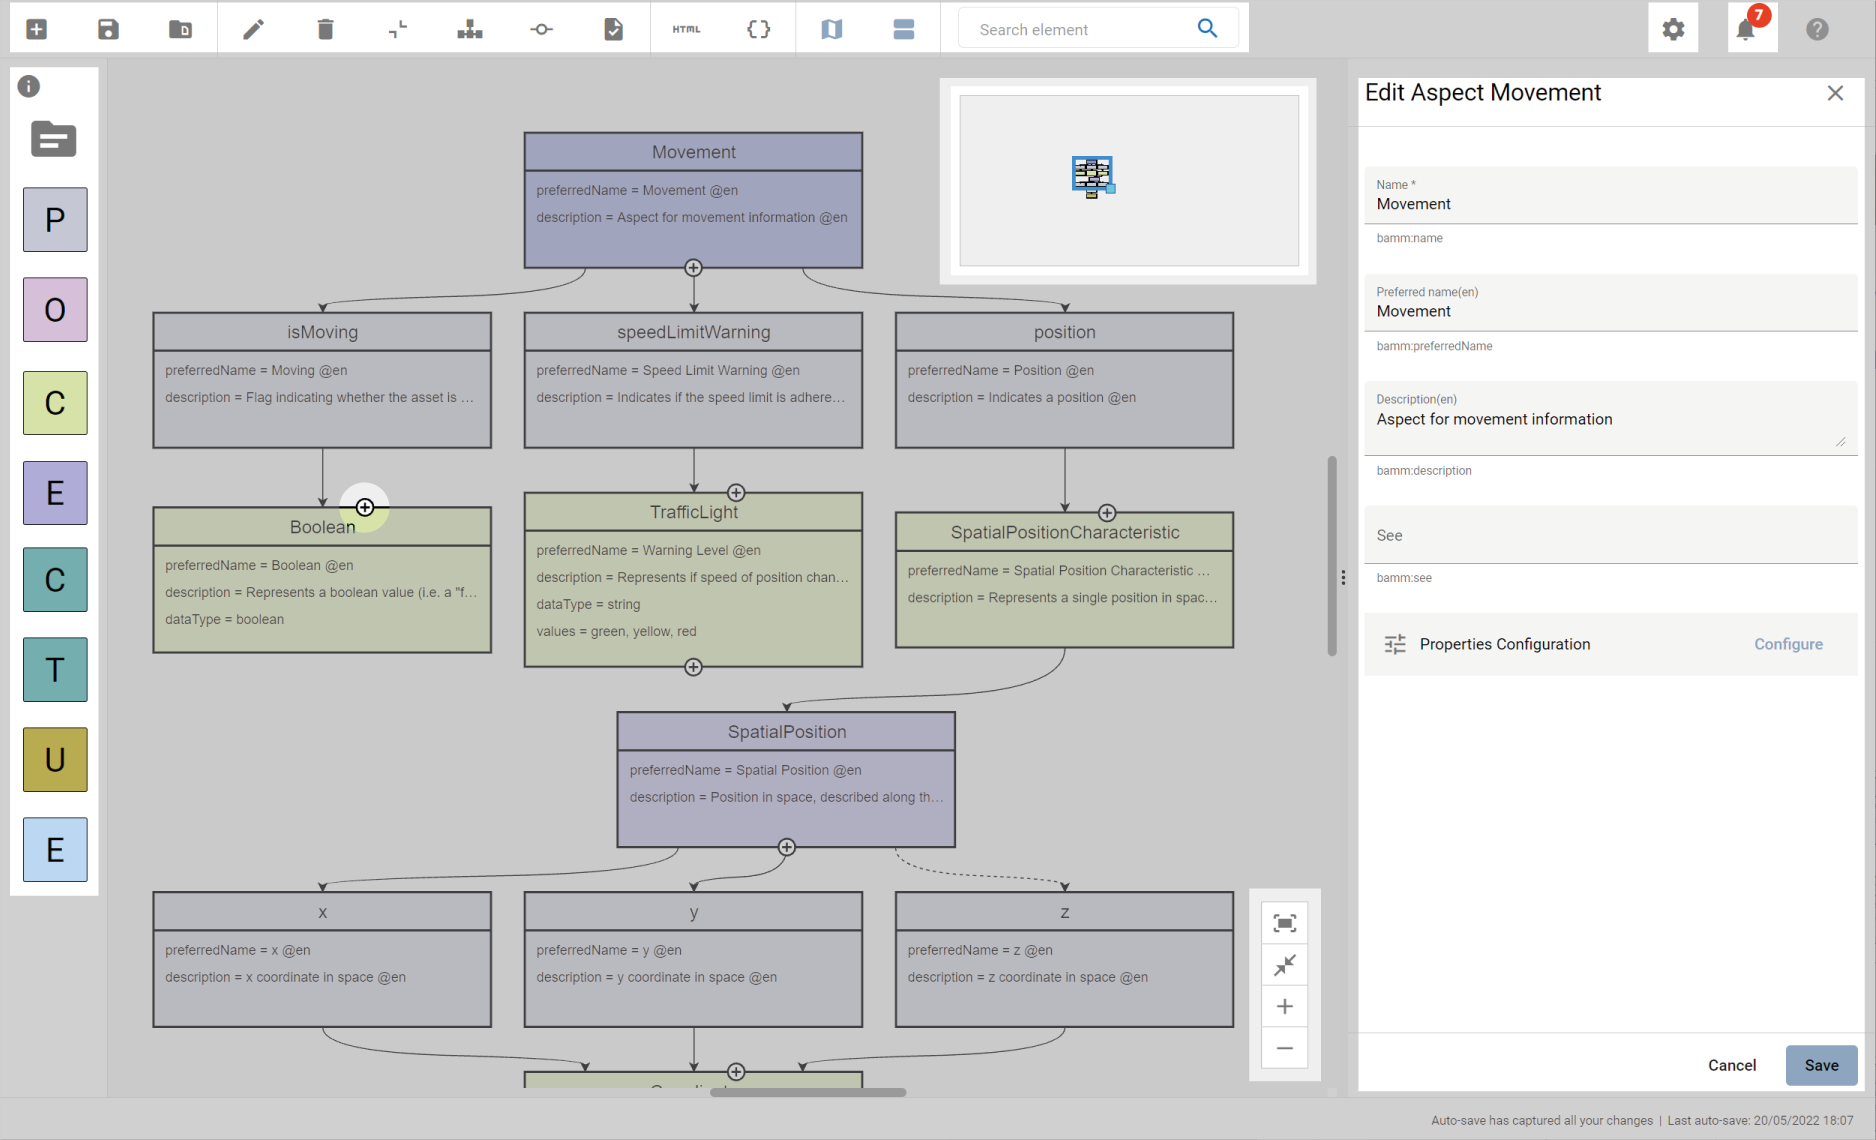 HTML
Search element
7
P
O
C
E
C
T
U
E
Movement
preferredName = Movement @en
description = Aspect for movement information @en
isMoving
preferredName = Moving @en
description = Flag indicating whether the asset is ...
speedLimitWarning
preferredName = Speed Limit Warning @en
description = Indicates if the speed limit is adhere...
position
preferredName = Position @en
description = Indicates a position @en
Boolean
preferredName = Boolean @en
description = Represents a boolean value (i.e. a "f...
dataType = boolean
TrafficLight
preferredName = Warning Level @en
description = Represents if speed of position chan...
dataType = string
values = green, yellow, red
SpatialPositionCharacteristic
preferredName = Spatial Position Characteristic ...
description = Represents a single position in spac...
SpatialPosition
preferredName = Spatial Position @en
description = Position in space, described along th...
x
preferredName = x @en
description = x coordinate in space @en
y
preferredName = y @en
description = y coordinate in space @en
z
preferredName = z @en
description = z coordinate in space @en
Edit Aspect Movement
Name *
Movement
bamm:name
Preferred name(en)
Movement
bamm:preferredName
Description(en)
Aspect for movement information
bamm:description
See
bamm:see
Properties Configuration
Configure
Cancel
Save
Auto-save has captured all your changes | Last auto-save: 20/05/2022 18:07